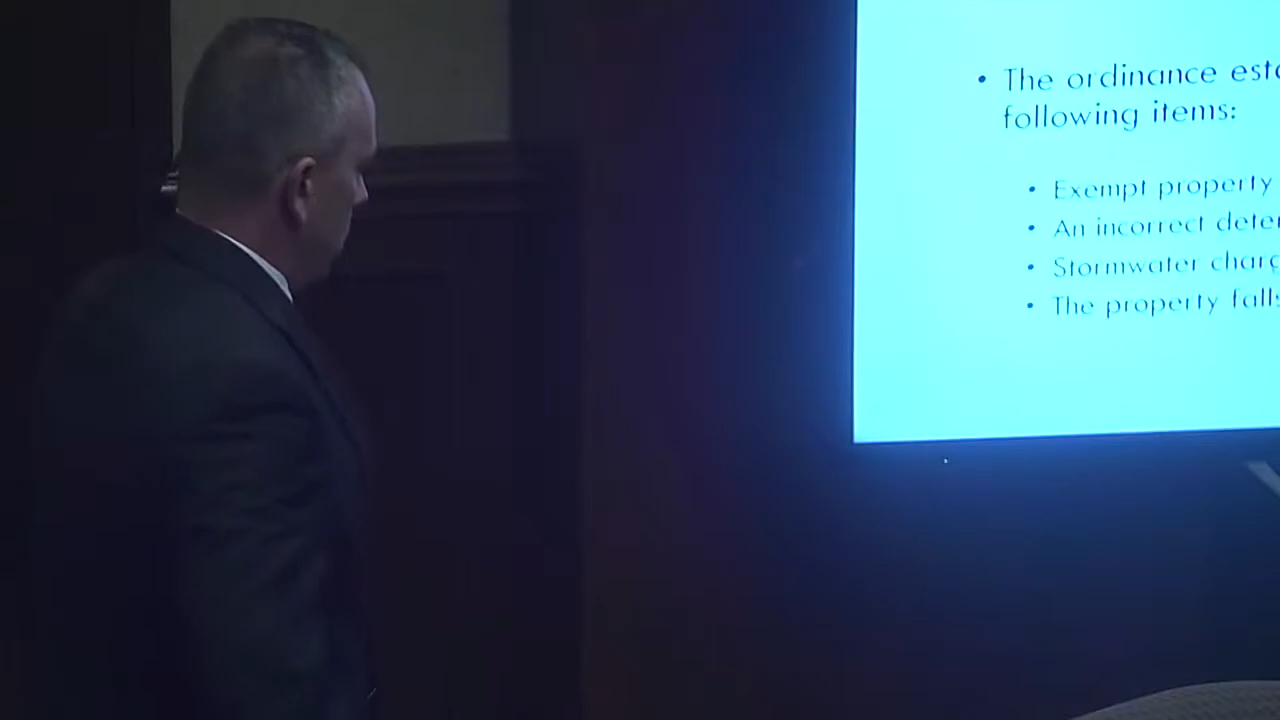 • The ordinance
following items:
• Exempt property
• An incorrect
• Stormwater
• The property